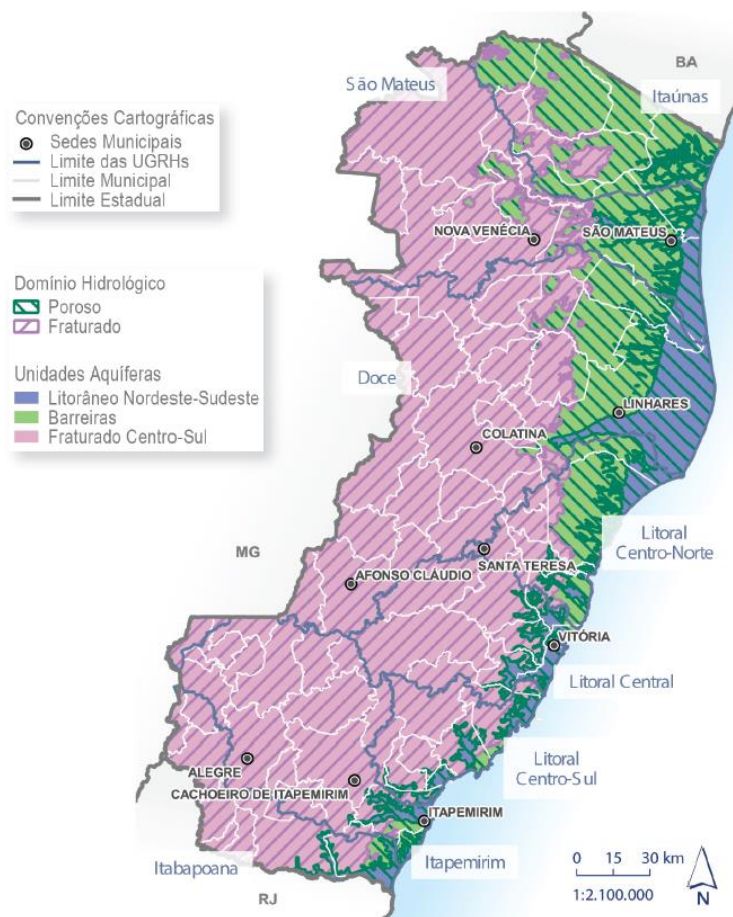 BA
São Mateus
Itaúnas
Convenções Cartográficas
Sedes Municipais
Limite das UGRHs
Limite Municipal
Limite Estadual
NOVA VENÉCIA
SÃO MATEUS
Domínio Hidrológico
Poroso
Fraturado
Unidades Aquíferas
Litorâneo Nordeste-Sudeste
Barreiras
Fraturado Centro-Sul
Doce
LINHARES
COLATINA
Litoral
Centro-Norte
MG
SANTA TERESA
AFONSO CLÁUDIO
VITÓRIA
Litoral Central
Litoral
Centro-Sul
ALEGRE
CACHOEIRO DE ITAPEMIRIM
ITAPEMIRIM
Itabapoana
Itapemirim
RJ
0 15 30 km
1:2.100.000
N